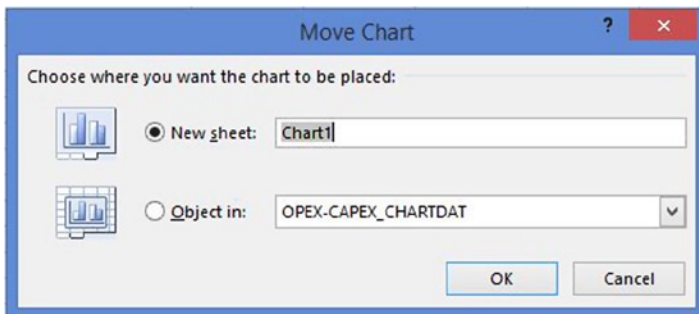 Move Chart
?
Choose where you want the chart to be placed:
New sheet: Chart1
Object in: OPEX-CAPEX_CHARTDAT
OK Cancel